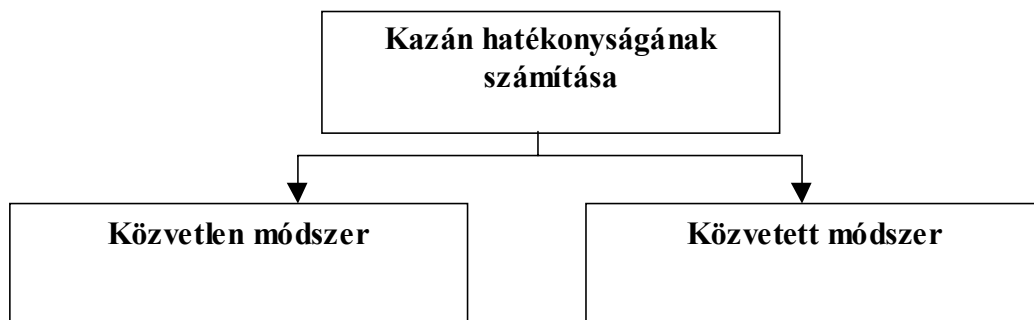 Kazán hatékonyságának
számítása
Közvetlen módszer
Közvetett módszer